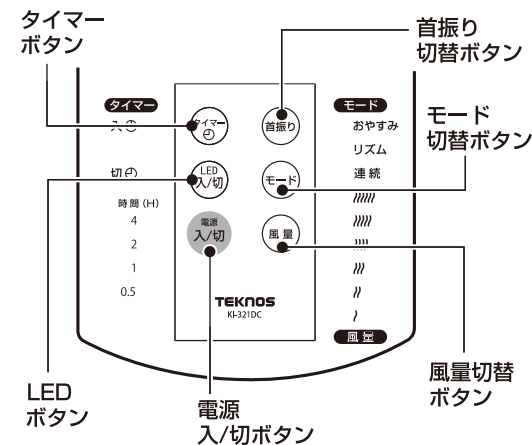 タイマー
ボタン
首振り
切替ボタン
タイマー
モード
タイマー
首振り
入
おやすみ
モード
切替ボタン
リズム
LED
入/切
モード
切
連続
時間(H)
4
電源
入/切
風量
2
1
0.5
TEKNOS
KI-321DC
風量
LED
ボタン
電源
入/切ボタン
風量切替
ボタン